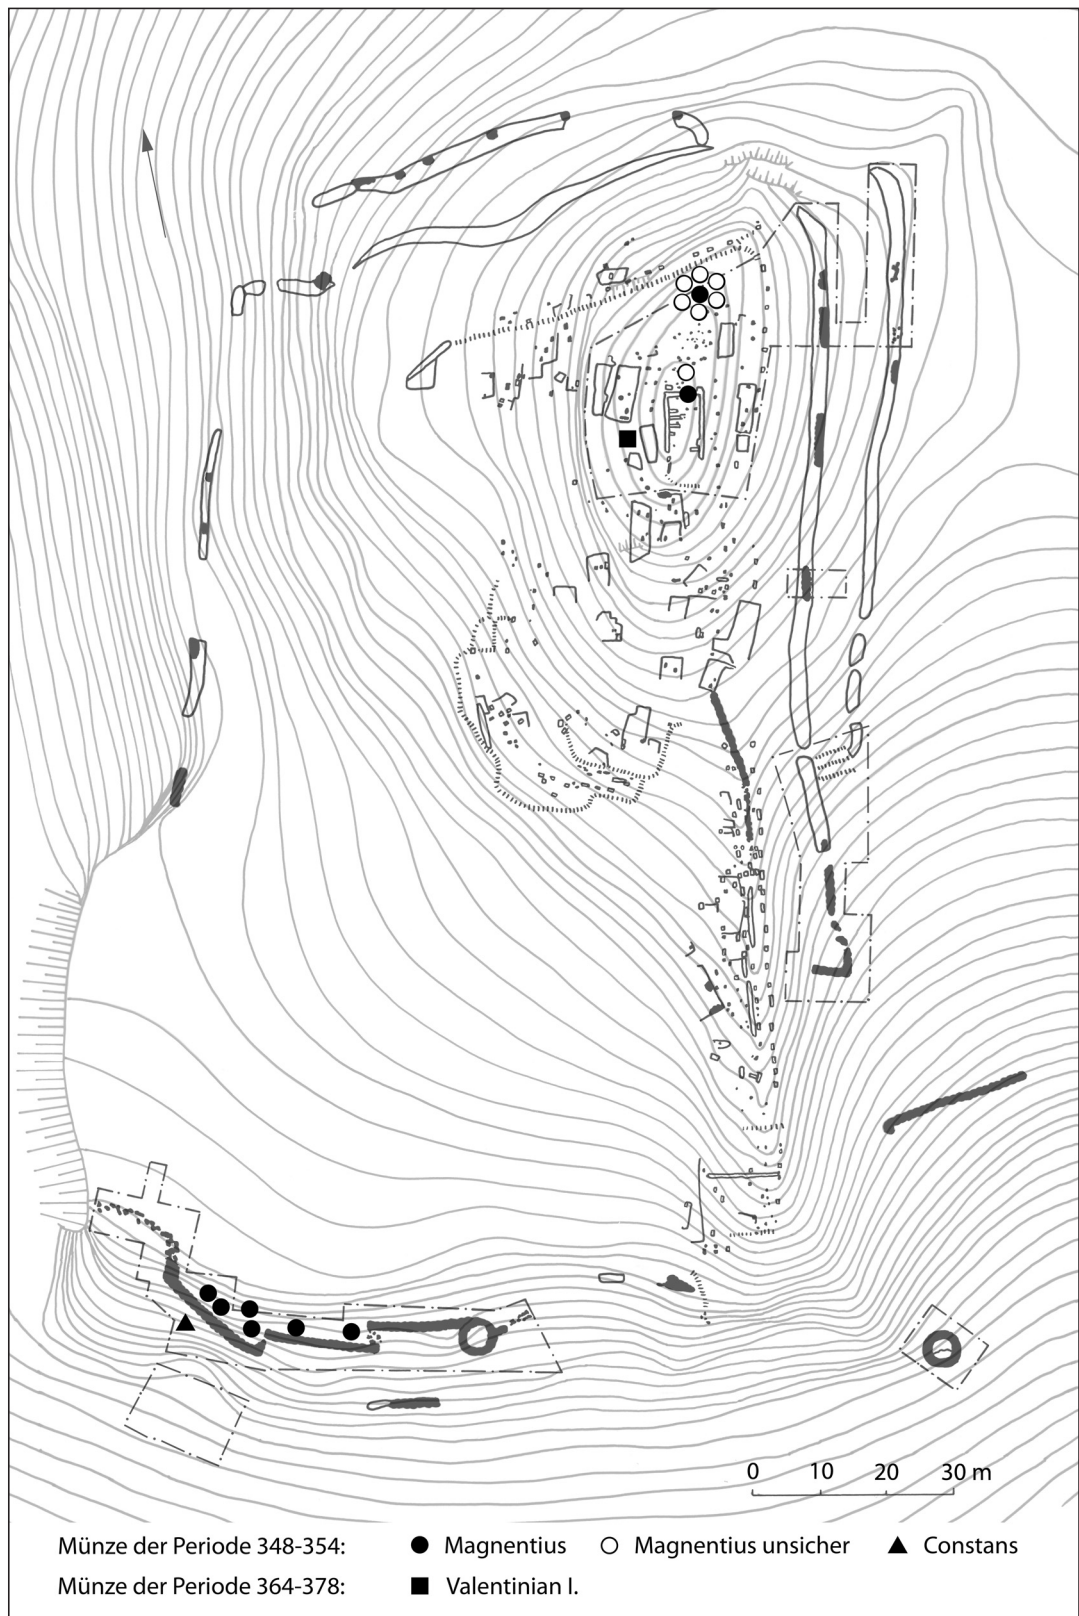 0 10 20 30 m
Münze der Periode 348-354: Magnentius Magnentius unsicher Constans
Münze der Periode 364-378: Valentinian I.